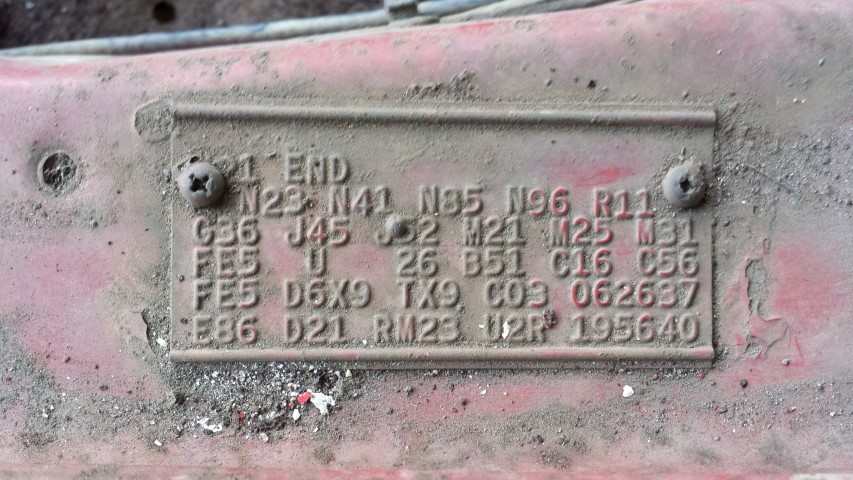 END
N23 N41 N85 N96 R11
G36 J45 J52 M21 M25 M31
FE5 U 26 B51 C16 C56
FE5 D6X9 TX9 C03 062637
E86 D21 RM23 U2R 195640